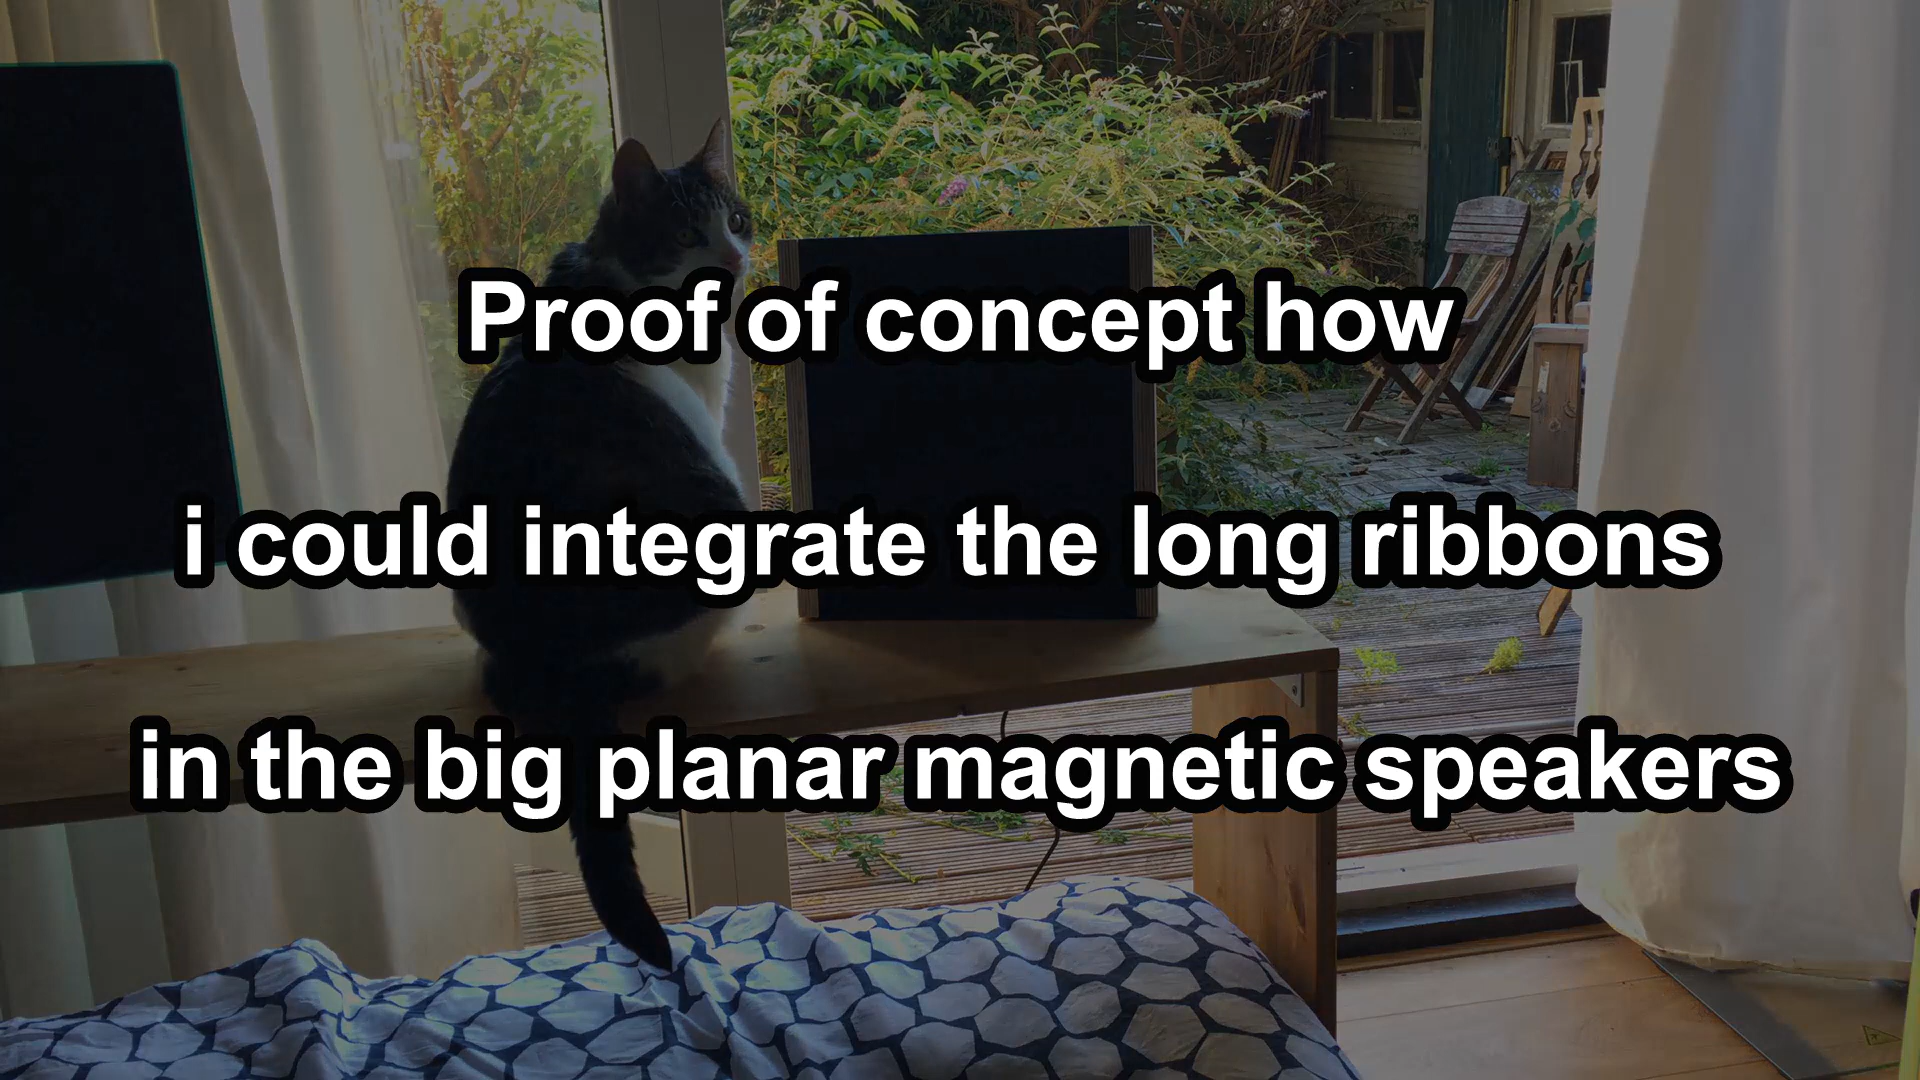 Proof of concept how
i could integrate the long ribbons
in the big planar magnetic speakers